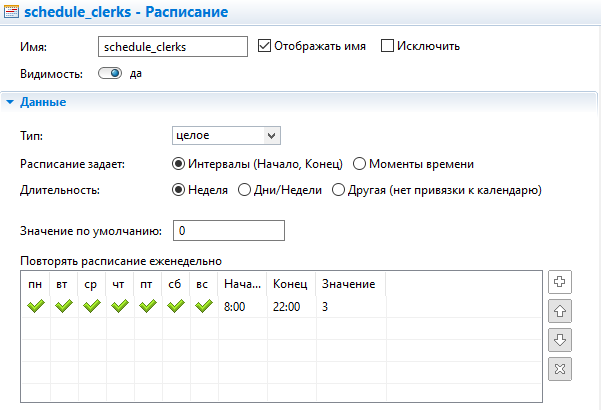 schedule_clerks - Расписание
Имя: schedule_clerks Отображать имя Исключить
Видимость: да
Данные
Тип: целое
Расписание задает: Интервалы (Начало, Конец) Моменты времени
Длительность: Неделя Дни/Недели Другая (нет привязки к календарю)
Значение по умолчанию: 0
Повторять расписание еженедельно
пн вт ср чт пт сб вс Нача... Конец Значение
8:00 22:00 3